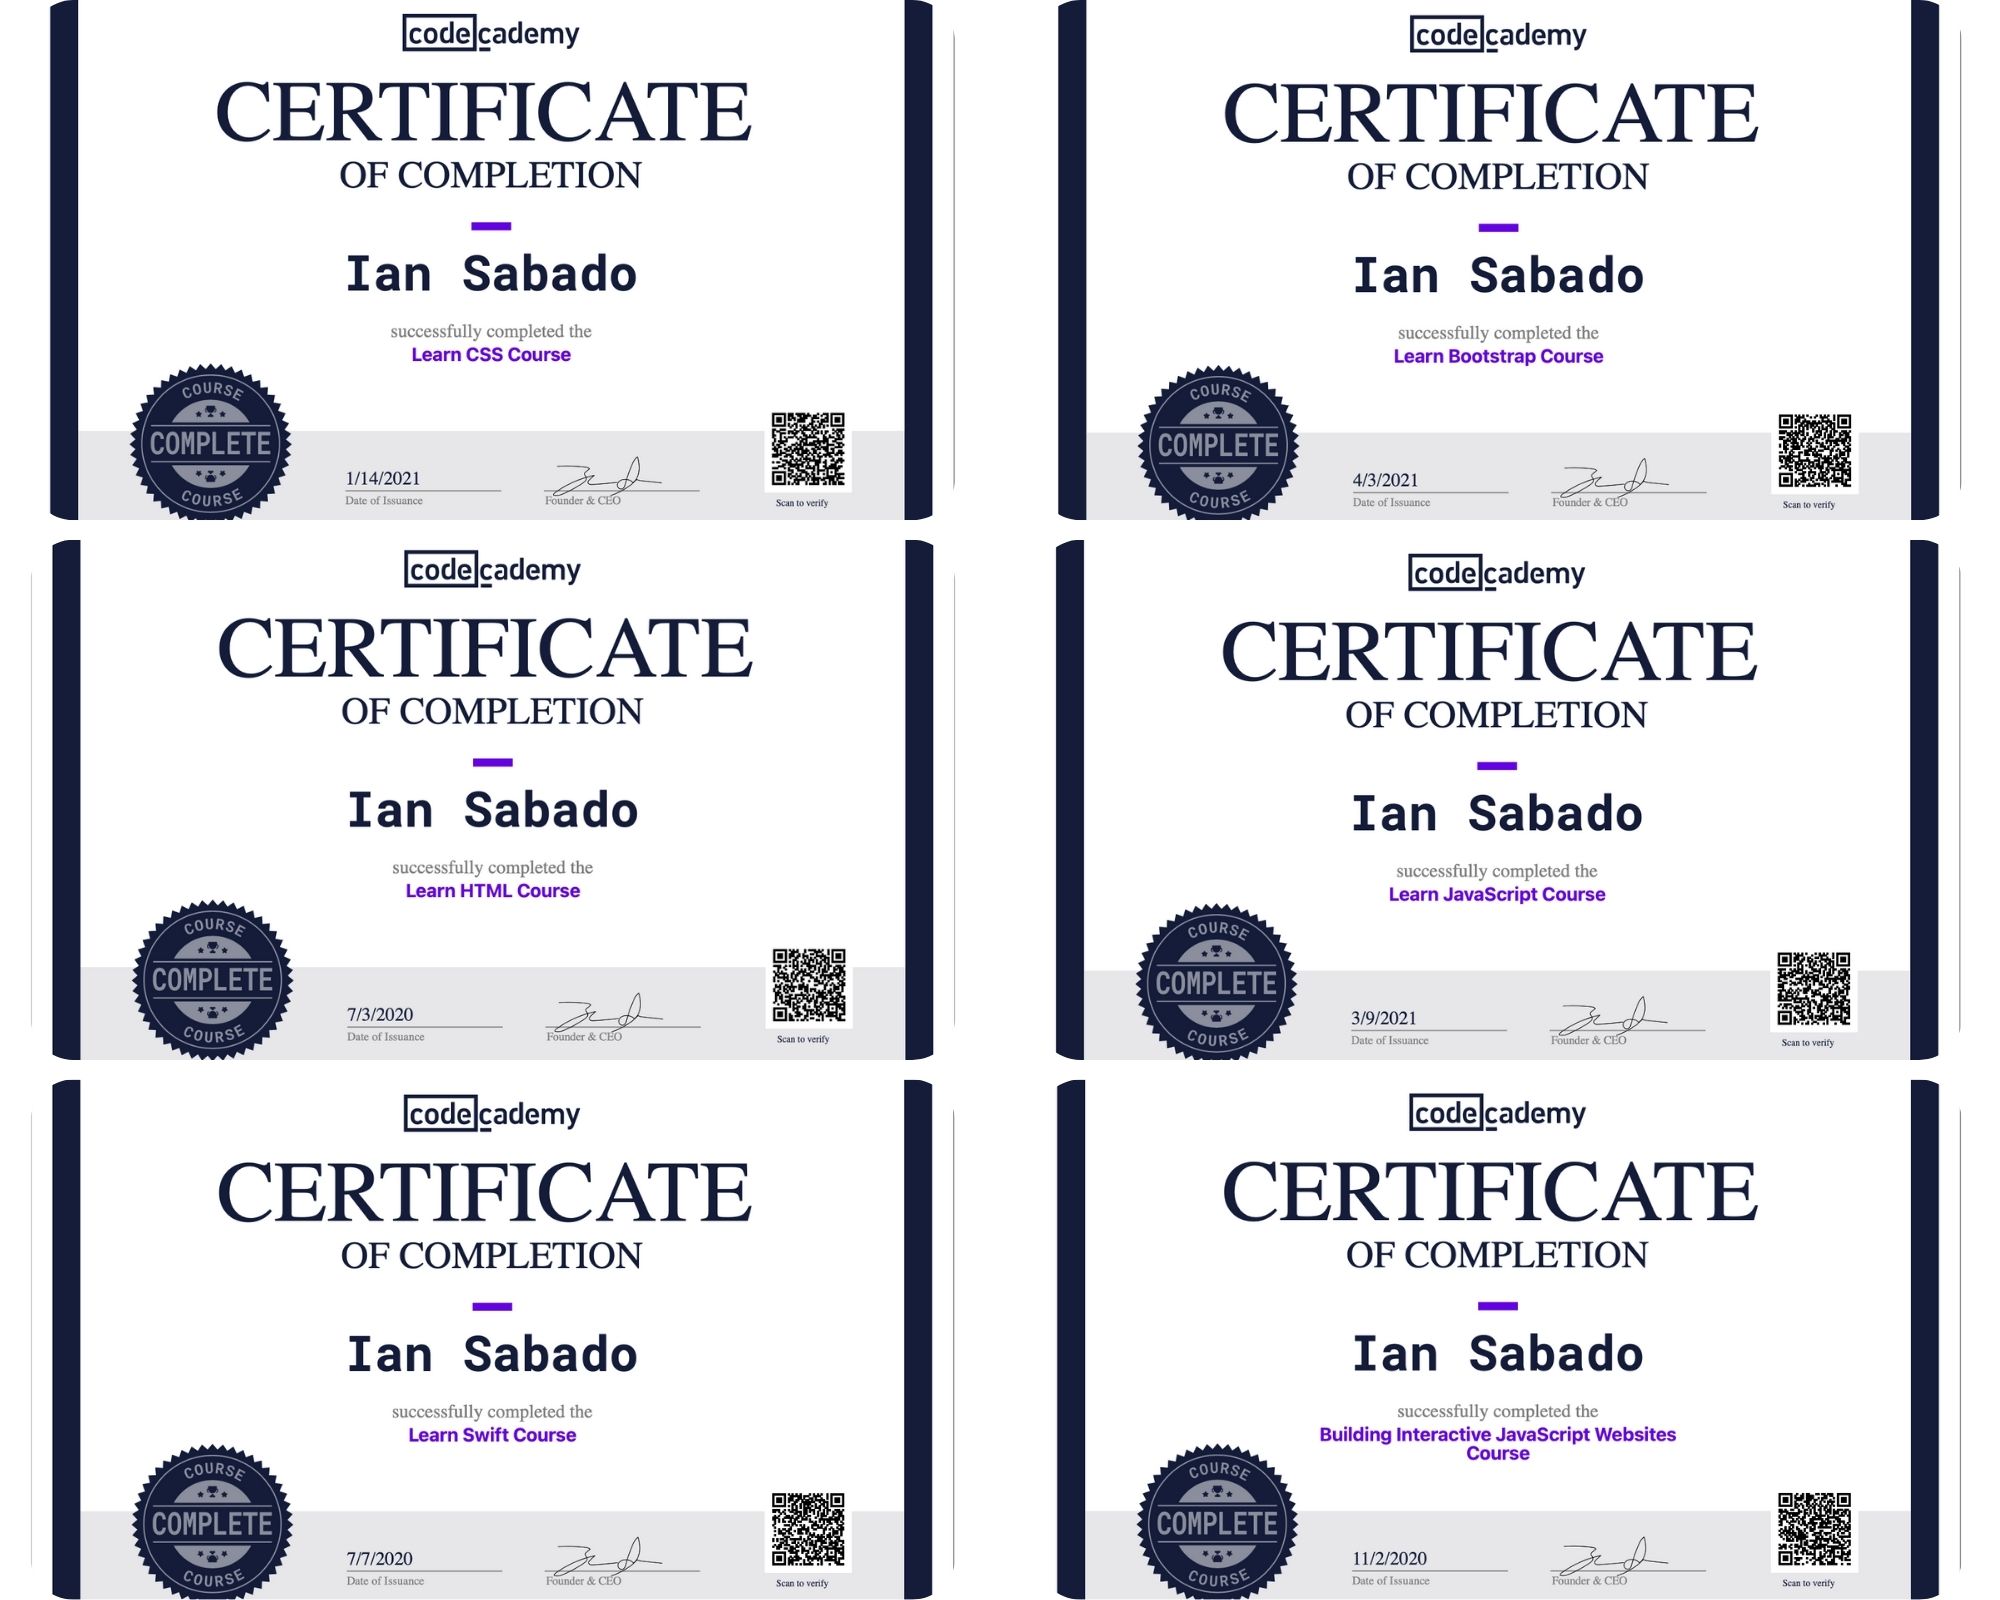 codecademy
CERTIFICATE
OF COMPLETION
Ian Sabado
successfully completed the
Learn CSS Course
COURSE
COMPLETE
COURSE
1/14/2021
Date of Issuance
Founder & CEO
Scan to verify
codecademy
CERTIFICATE
OF COMPLETION
Ian Sabado
successfully completed the
Learn Bootstrap Course
COURSE
COMPLETE
COURSE
4/3/2021
Date of Issuance
Founder & CEO
Scan to verify
codecademy
CERTIFICATE
OF COMPLETION
Ian Sabado
successfully completed the
Learn HTML Course
COURSE
COMPLETE
COURSE
7/3/2020
Date of Issuance
Founder & CEO
Scan to verify
codecademy
CERTIFICATE
OF COMPLETION
Ian Sabado
successfully completed the
Learn JavaScript Course
COURSE
COMPLETE
COURSE
3/9/2021
Date of Issuance
Founder & CEO
Scan to verify
codecademy
CERTIFICATE
OF COMPLETION
Ian Sabado
successfully completed the
Learn Swift Course
COURSE
COMPLETE
COURSE
7/7/2020
Date of Issuance
Founder & CEO
Scan to verify
codecademy
CERTIFICATE
OF COMPLETION
Ian Sabado
successfully completed the
Building Interactive JavaScript Websites
Course
COURSE
COMPLETE
COURSE
11/2/2020
Date of Issuance
Founder & CEO
Scan to verify